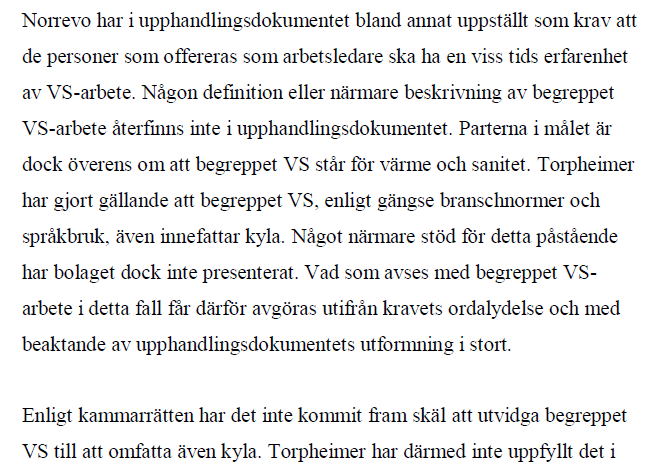 Norrevo har i upphandlingsdokumentet bland annat uppställt som krav att
de personer som offereras som arbetsledare ska ha en viss tids erfarenhet
av VS-arbete. Någon definition eller närmare beskrivning av begreppet
VS-arbete återfinns inte i upphandlingsdokumentet. Parterna i målet är
dock överens om att begreppet VS står för värme och sanitet. Torpheimer
har gjort gällande att begreppet VS, enligt gängse branschnormer och
språkbruk, även innefattar kyla. Något närmare stöd för detta påstående
har bolaget dock inte presenterat. Vad som avses med begreppet VS-
arbete i detta fall får därför avgöras utifrån kravets ordalydelse och med
beaktande av upphandlingsdokumentets utformning i stort.
Enligt kammarrätten har det inte kommit fram skäl att utvidga begreppet
VS till att omfatta även kyla. Torpheimer har därmed inte uppfyllt det i